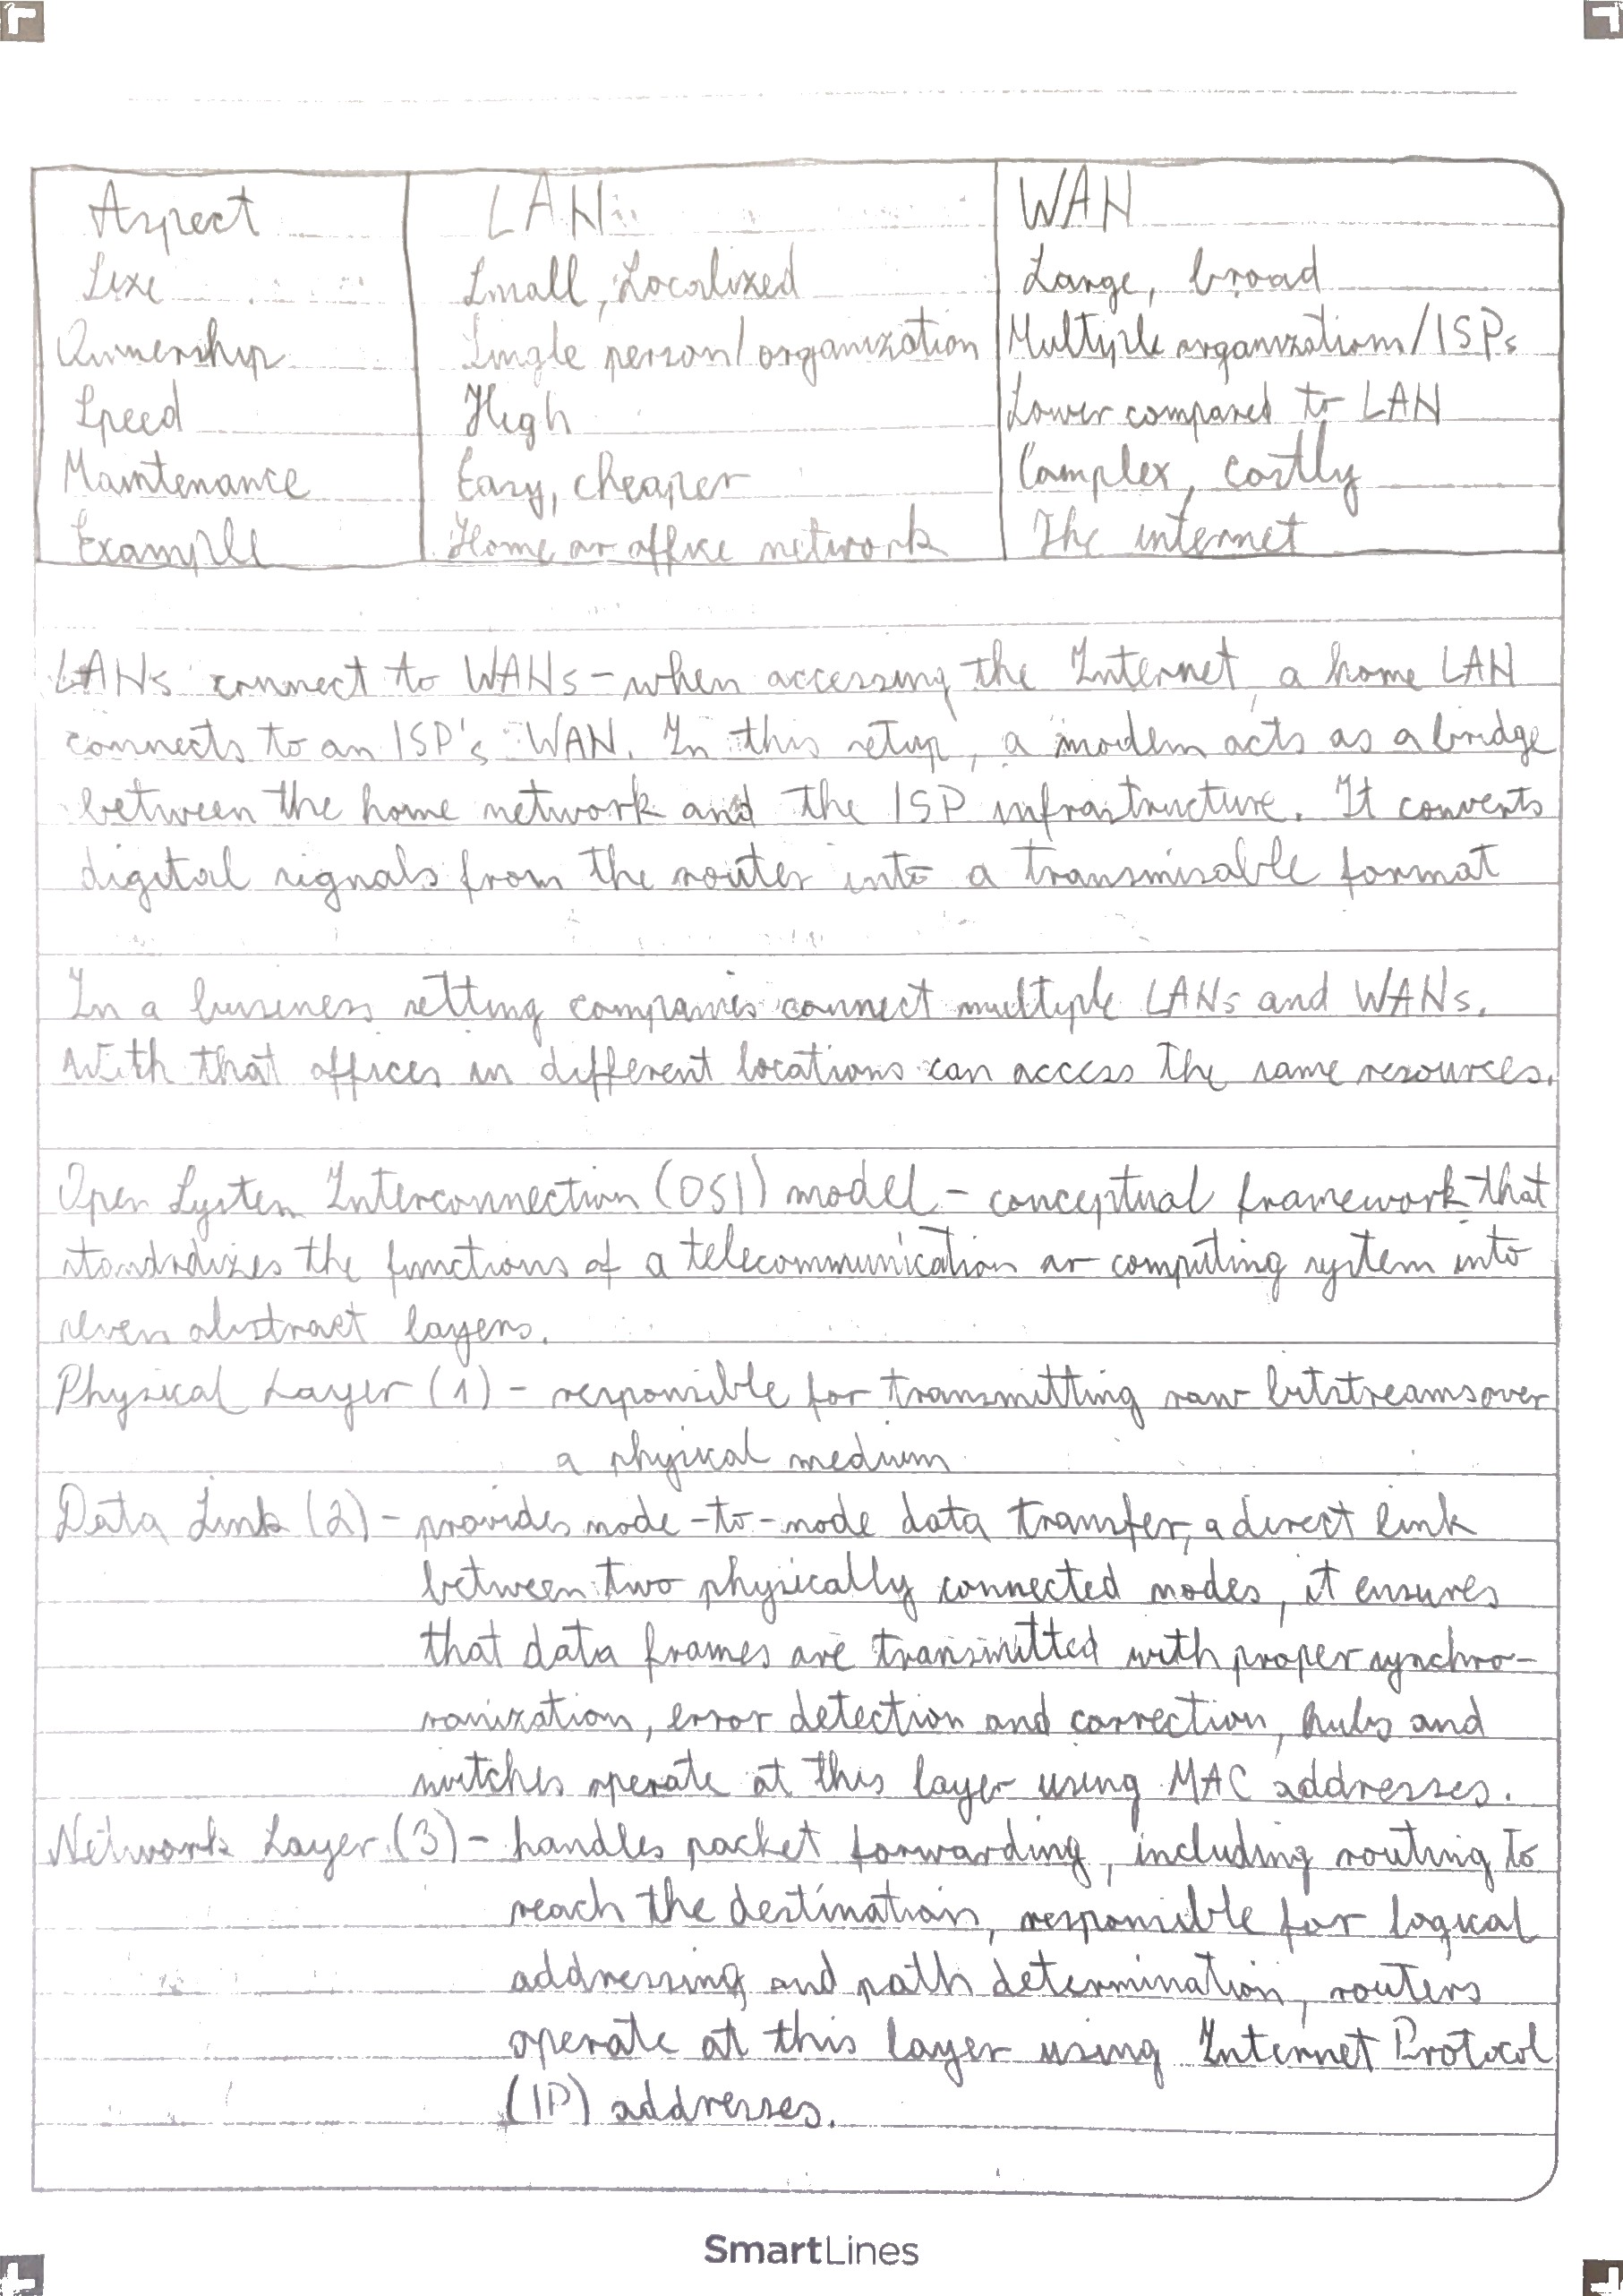 Aspect LAN WAN
Size Small, Localized Large, broad
Ownership Single person/organization Multiple organizations/ISPs
Speed High Lower compared to LAN
Maintenance Easy, cheaper Complex, costly
Example Home or office network The internet
LANs connect to WANs - when accessing the Internet, a home LAN
connects to an ISP's WAN. In this setup, a modem acts as a bridge
between the home network and the ISP infrastructure. It converts
digital signals from the router into a transmisable format
In a business setting companies connect multiple LANs and WANs.
With that offices in different locations can access the same resources.
Open System Interconnection (OSI) model - conceptual framework that
standrdizes the functions of a telecommunication or computing system into
seven abstract layers.
Physical Layer (1) - responsible for transmitting raw bitstreams over
a phyical medium
Data Link (2) - provides node-to-node data transfer, a direct link
between two physically connected nodes, it ensures
that data frames are transmitted with proper synchro-
ronization, error detection and correction, hubs and
switches operate at this layer using MAC addresses.
Network Layer (3) - handles packet forwarding, including routing to
reach the destination, responsible for logical
addressing and path determination, routers
operate at this layer using Internet Protocol
(IP) addresses.
SmartLines